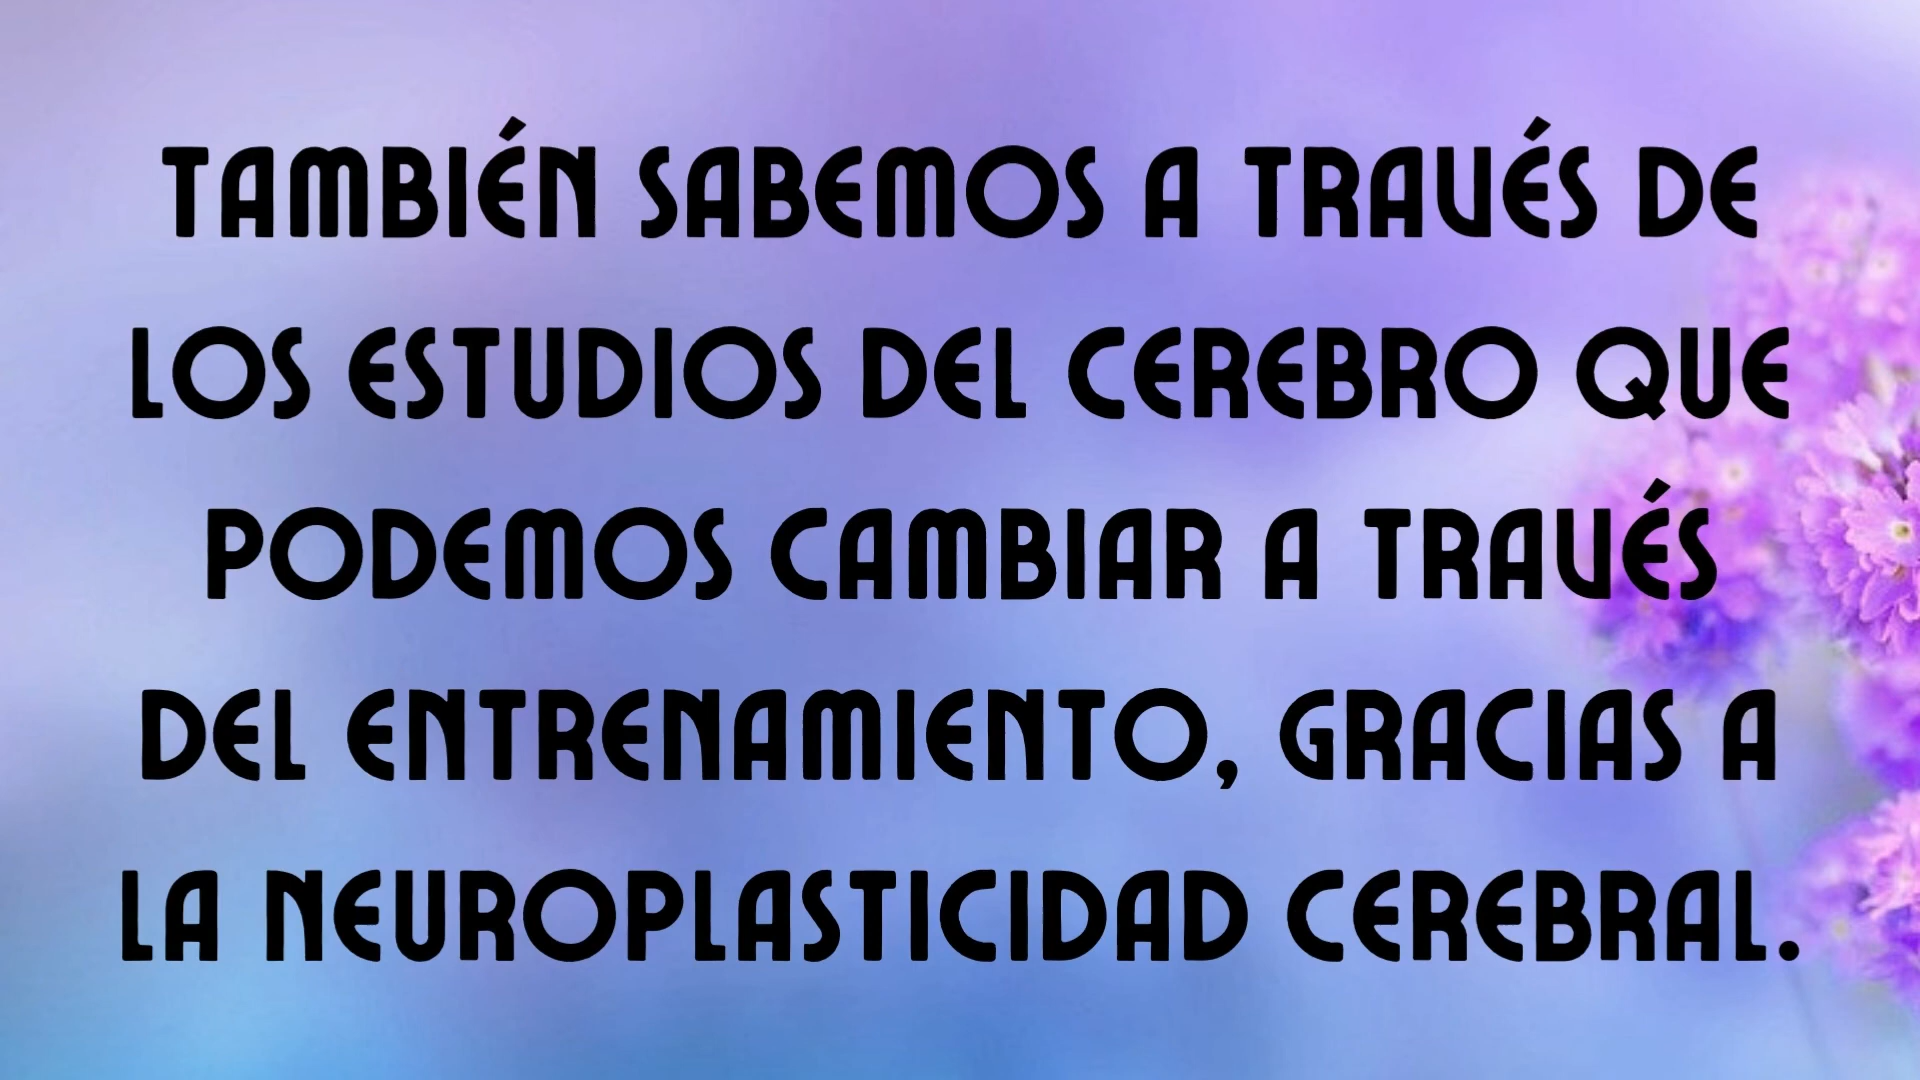 TAMBIÉN SABEMOS A TRAVÉS DE
LOS ESTUDIOS DEL CEREBRO QUE
PODEMOS CAMBIAR A TRAVÉS
DEL ENTRENAMIENTO, GRACIAS A
LA NEUROPLASTICIDAD CEREBRAL.